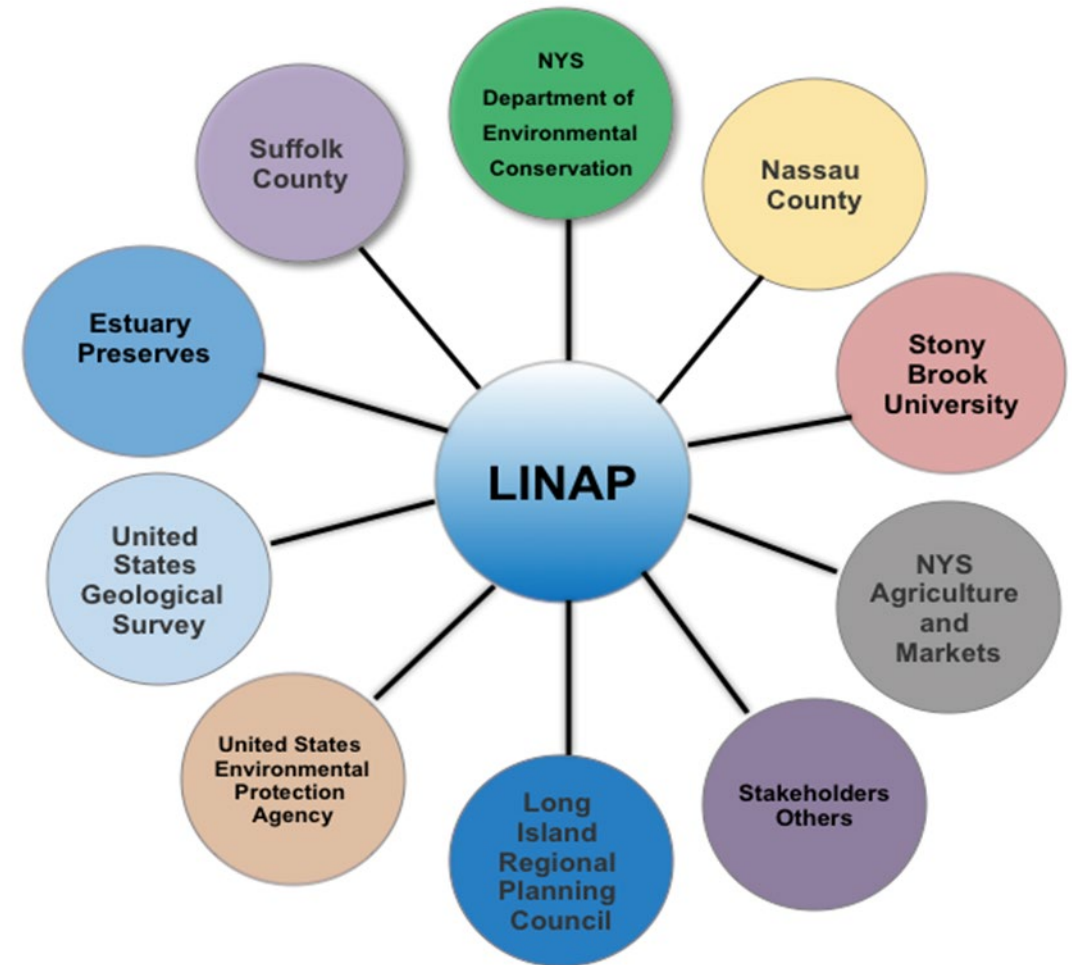 NYS
Department of
Environmental
Conservation
Suffolk
County
Nassau
County
Estuary
Preserves
Stony
Brook
University
LINAP
United
States
Geological
Survey
NYS
Agriculture
and
Markets
United States
Environmental
Protection
Agency
Long
Island
Regional
Planning
Council
Stakeholders
Others